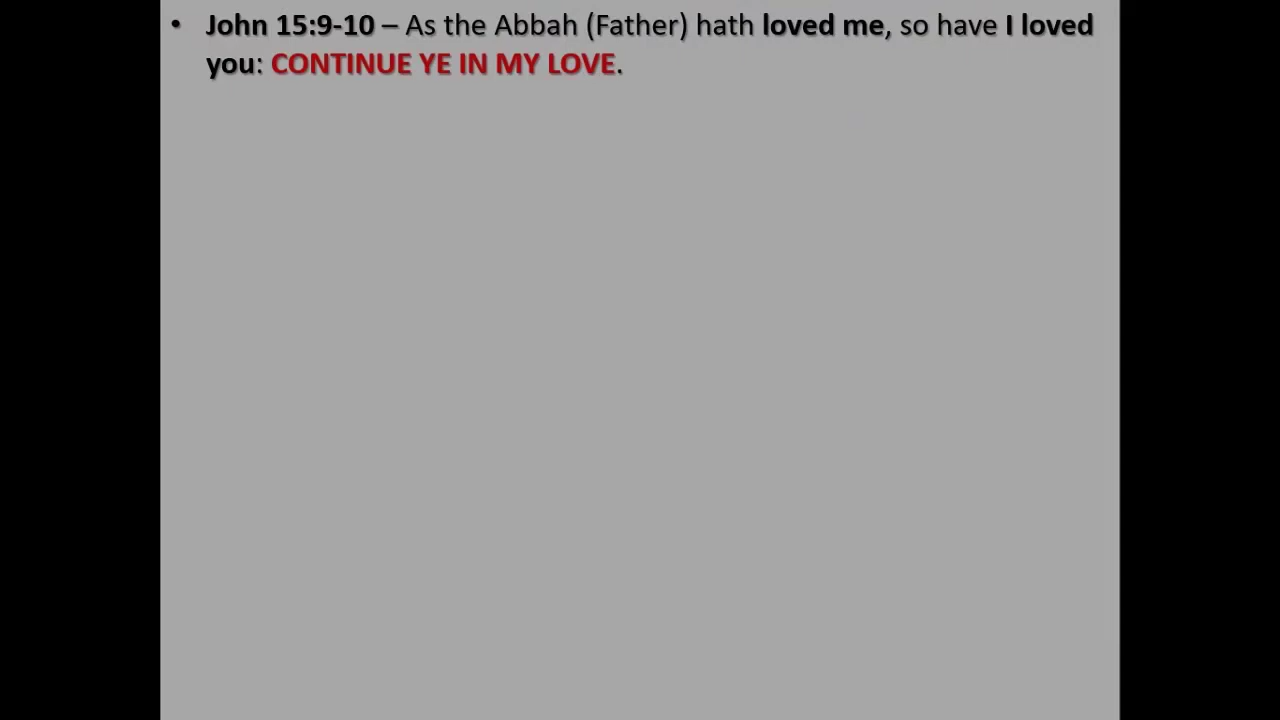 • John 15:9-10 – As the Abbah (Father) hath loved me, so have I loved
you: CONTINUE YE IN MY LOVE.